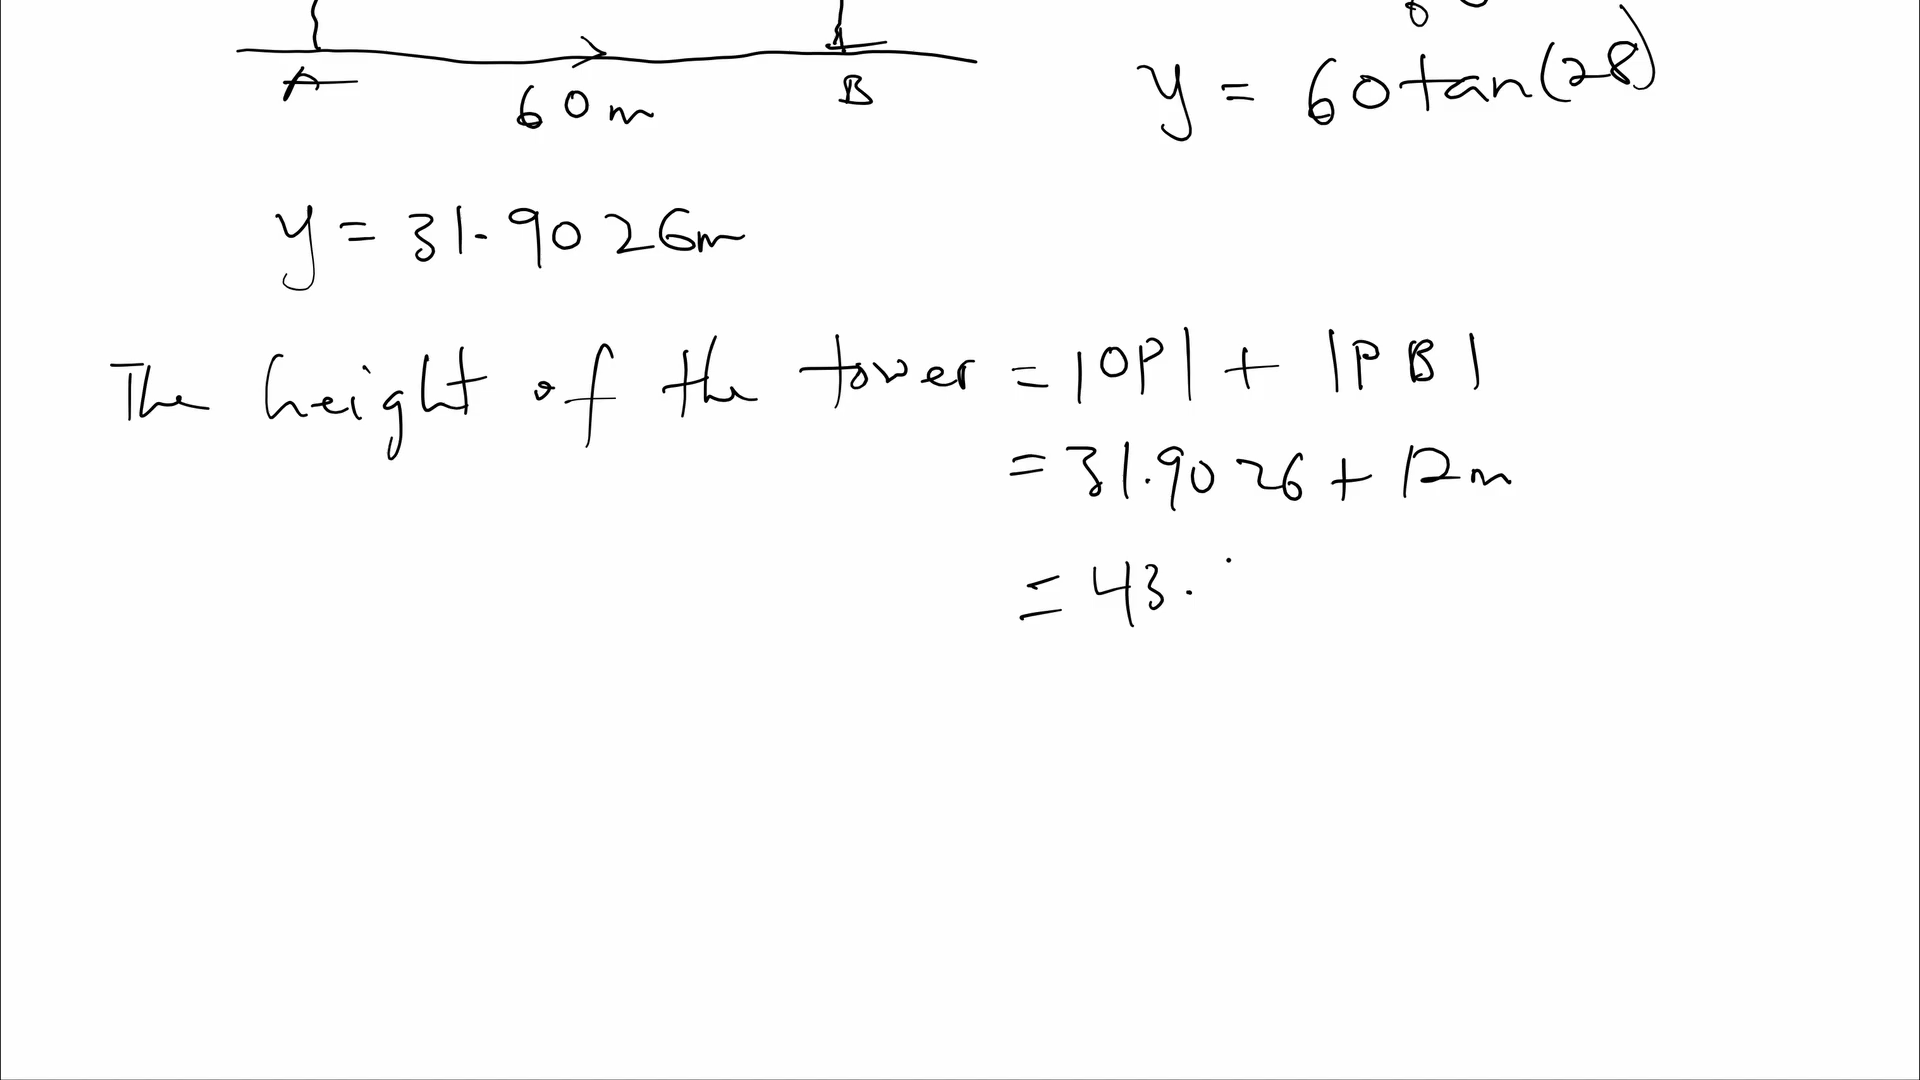 A
60m
B
y = 60tan(28)
y = 31.9026m
The height of the tower = |OP| + |PB|
= 31.9026 + 12m
= 43.